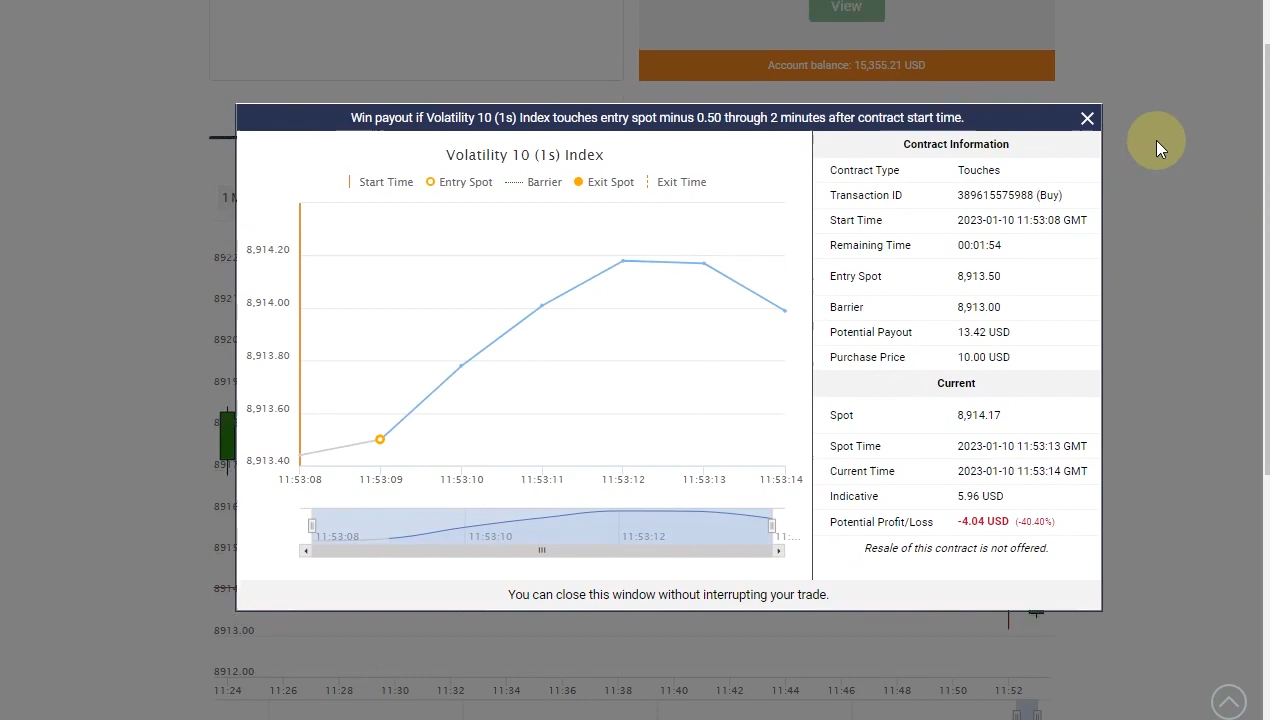 View
Account balance: 15,355.21 USD
Win payout if Volatility 10 (1s) Index touches entry spot minus 0.50 through 2 minutes after contract start time.
Volatility 10 (1s) Index
Start Time Entry Spot Barrier Exit Spot Exit Time
8,914.20
8,914.00
8,913.80
8,913.60
8,913.40
11:53:08 11:53:09 11:53:10 11:53:11 11:53:12 11:53:13 11:53:14
11:53:08 11:53:10 11:53:12 11:...
Contract Information
Contract Type Touches
Transaction ID 389615575988 (Buy)
Start Time 2023-01-10 11:53:08 GMT
Remaining Time 00:01:54
Entry Spot 8,913.50
Barrier 8,913.00
Potential Payout 13.42 USD
Purchase Price 10.00 USD
Current
Spot 8,914.17
Spot Time 2023-01-10 11:53:13 GMT
Current Time 2023-01-10 11:53:14 GMT
Indicative 5.96 USD
Potential Profit/Loss -4.04 USD (-40.40%)
Resale of this contract is not offered.
You can close this window without interrupting your trade.
1 M
8922
8921
8920
8919
8917
8916
8915
8914
8913.00
8912.00
11:24 11:26 11:28 11:30 11:32 11:34 11:36 11:38 11:40 11:42 11:44 11:46 11:48 11:50 11:52